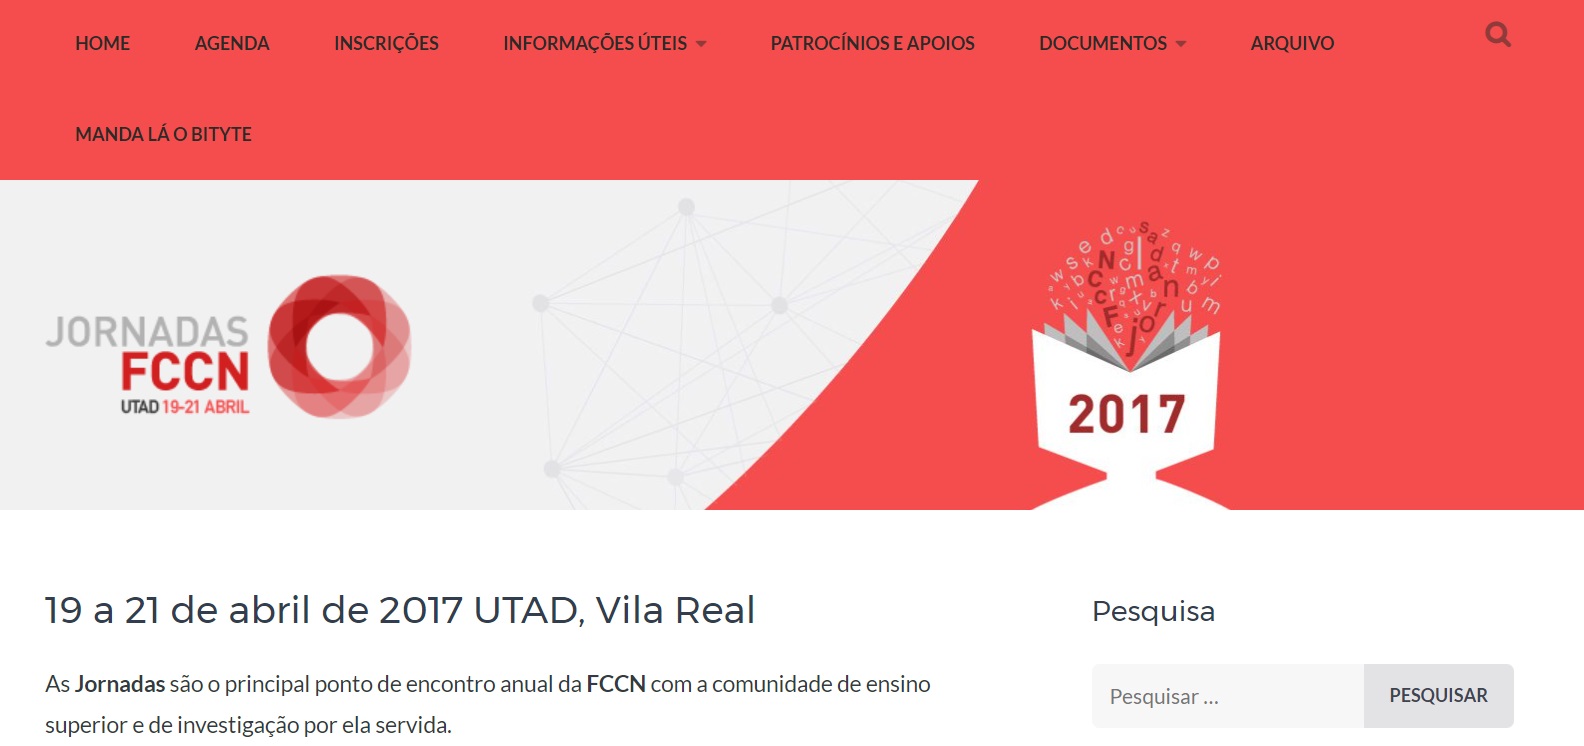 HOME AGENDA INSCRIÇÕES INFORMAÇÕES ÚTEIS PATROCÍNIOS E APOIOS DOCUMENTOS ARQUIVO
MANDA LÁ O BITYTE
JORNADAS
FCCN
UTAD 19-21 ABRIL
2017
19 a 21 de abril de 2017 UTAD, Vila Real
As Jornadas são o principal ponto de encontro anual da FCCN com a comunidade de ensino
superior e de investigação por ela servida.
Pesquisa
Pesquisar ... PESQUISAR